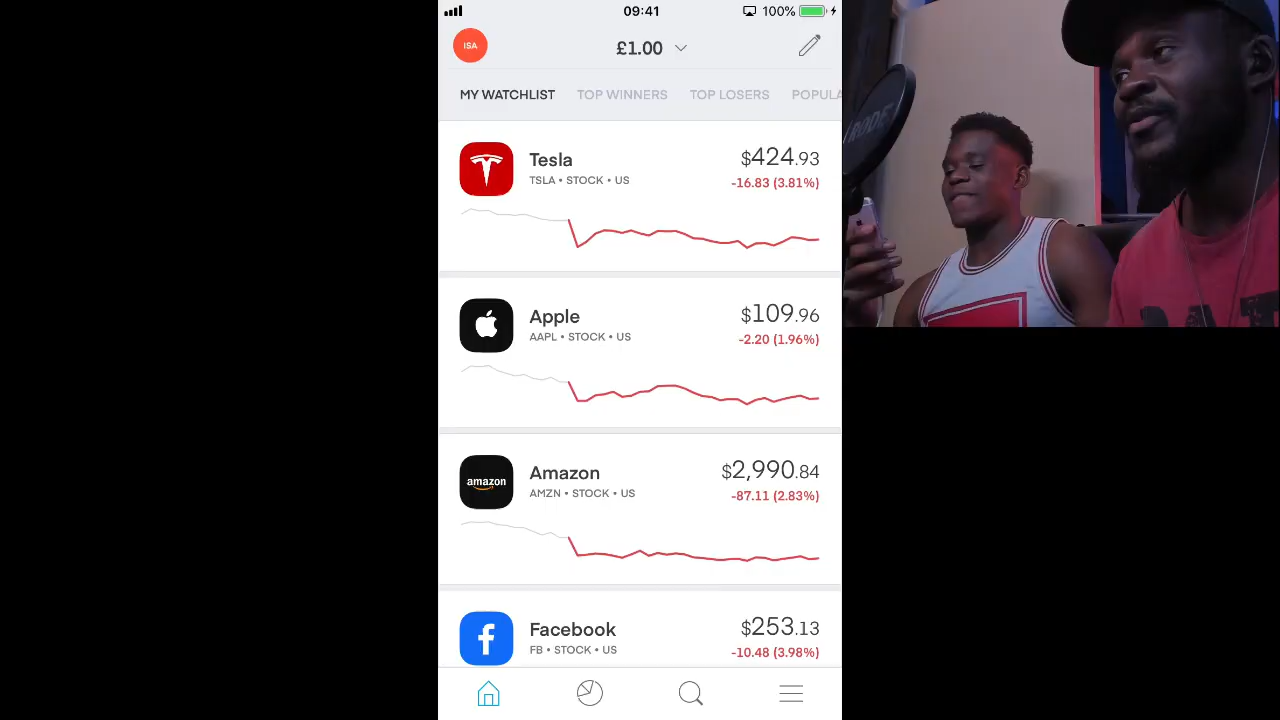 09:41
100%
ISA
£1.00
MY WATCHLIST TOP WINNERS TOP LOSERS POPULA
Tesla $424.93
TSLA • STOCK • US -16.83 (3.81%)
Apple $109.96
AAPL • STOCK • US -2.20 (1.96%)
amazon
Amazon $2,990.84
AMZN • STOCK • US -87.11 (2.83%)
Facebook $253.13
FB • STOCK • US -10.48 (3.98%)
RODE